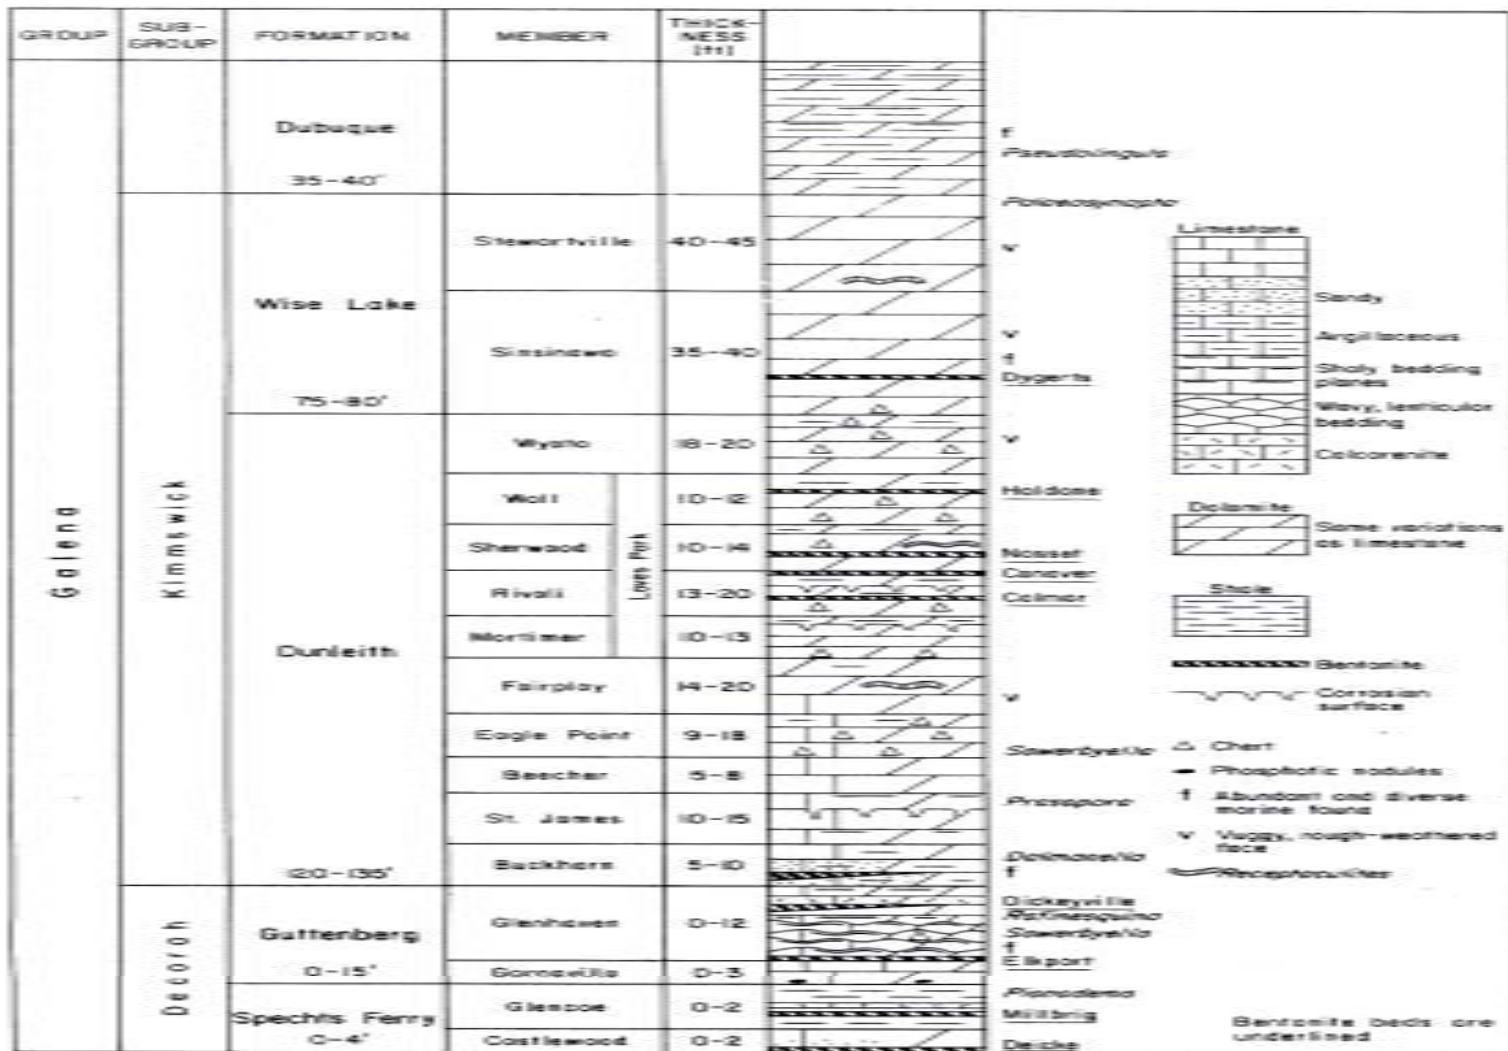 GROUP
SUB-
GROUP
FORMATION
MEMBER
THICK-
NESS
(ft)
Galena
Kimmswick
Decorah
Dubuque
35-40'
Wise Lake
75-80'
Dunleith
120-135'
Guttenberg
0-15'
Spechts Ferry
0-4'
Stewartville
40-45
Sinsinawa
35-40
Wyota
18-20
Wall
10-12
Sherwood
10-14
Rivoli
13-20
Mortimer
10-13
Loves Park
Fairplay
14-20
Eagle Point
9-18
Beecher
5-8
St. James
10-15
Buckhorn
5-10
Glenhaven
0-12
Garnavillo
0-3
Glencoe
0-2
Castlewood
0-2
f
Pseudolingula
Palaeosynapta
v
v
f
Dygerts
v
Haldane
Nasset
Conover
Calmar
v
Sowerbyella
Prasopora
Dalmanella
f
Dickeyville
Rafinesquina
Sowerbyella
f
Elkport
Pionodema
Millbrig
Deicke
Limestone
Sandy
Argillaceous
Shaly bedding
planes
Wavy, lenticular
bedding
Calcarenite
Dolomite
Same variations
as limestone
Shale
Bentonite
Corrosion
surface
Chert
Phosphatic nodules
f Abundant and diverse
marine found
v Vuggy, rough-weathered
face
Receptaculites
Bentonite beds are
underlined